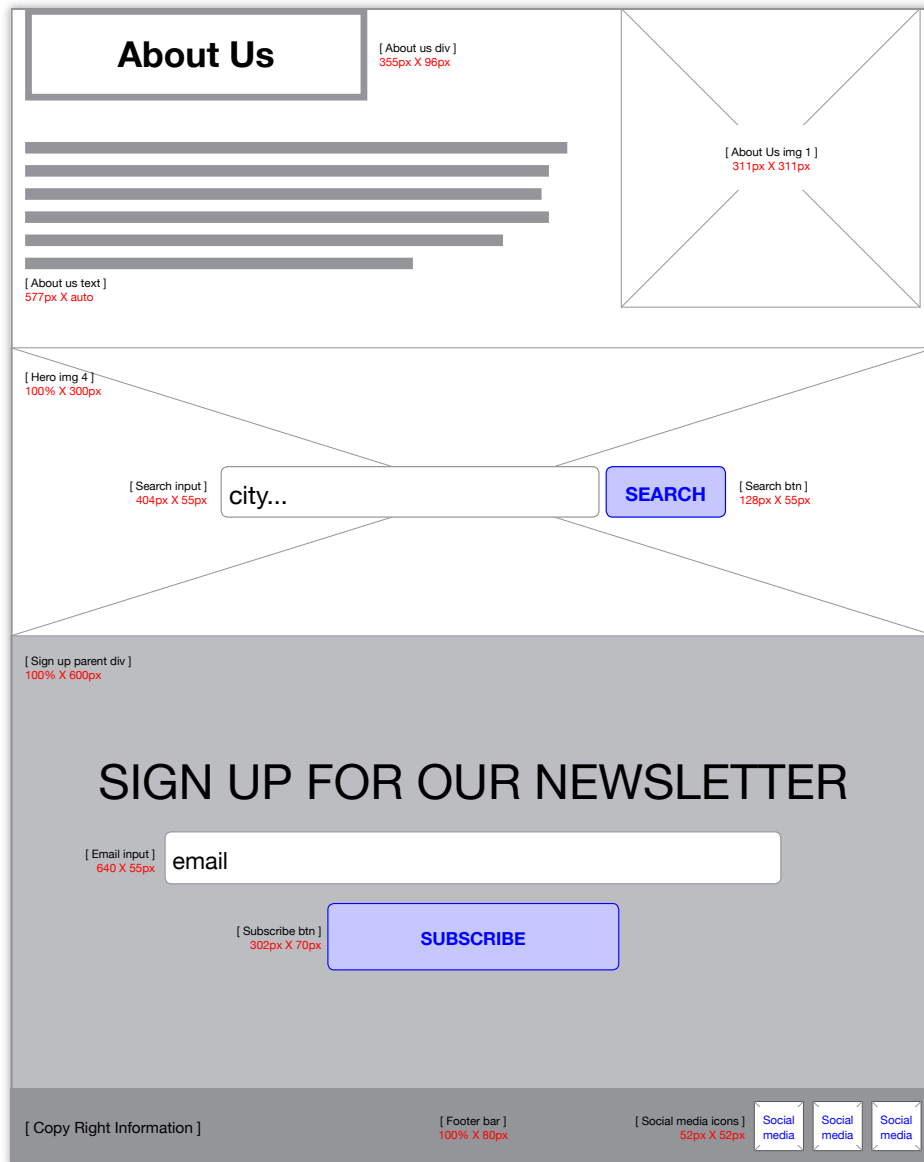 About Us
[ About us div ]
355px X 96px
[ About Us img 1 ]
311px X 311px
[ About us text ]
577px X auto
[ Hero img 4 ]
100% X 300px
[ Search input ]
404px X 55px
city...
SEARCH
[ Search btn ]
128px X 55px
[ Sign up parent div ]
100% X 600px
SIGN UP FOR OUR NEWSLETTER
[ Email input ]
640 X 55px
email
[ Subscribe btn ]
302px X 70px
SUBSCRIBE
[ Copy Right Information ]
[ Footer bar ]
100% X 80px
[ Social media icons ]
52px X 52px
Social
media
Social
media
Social
media